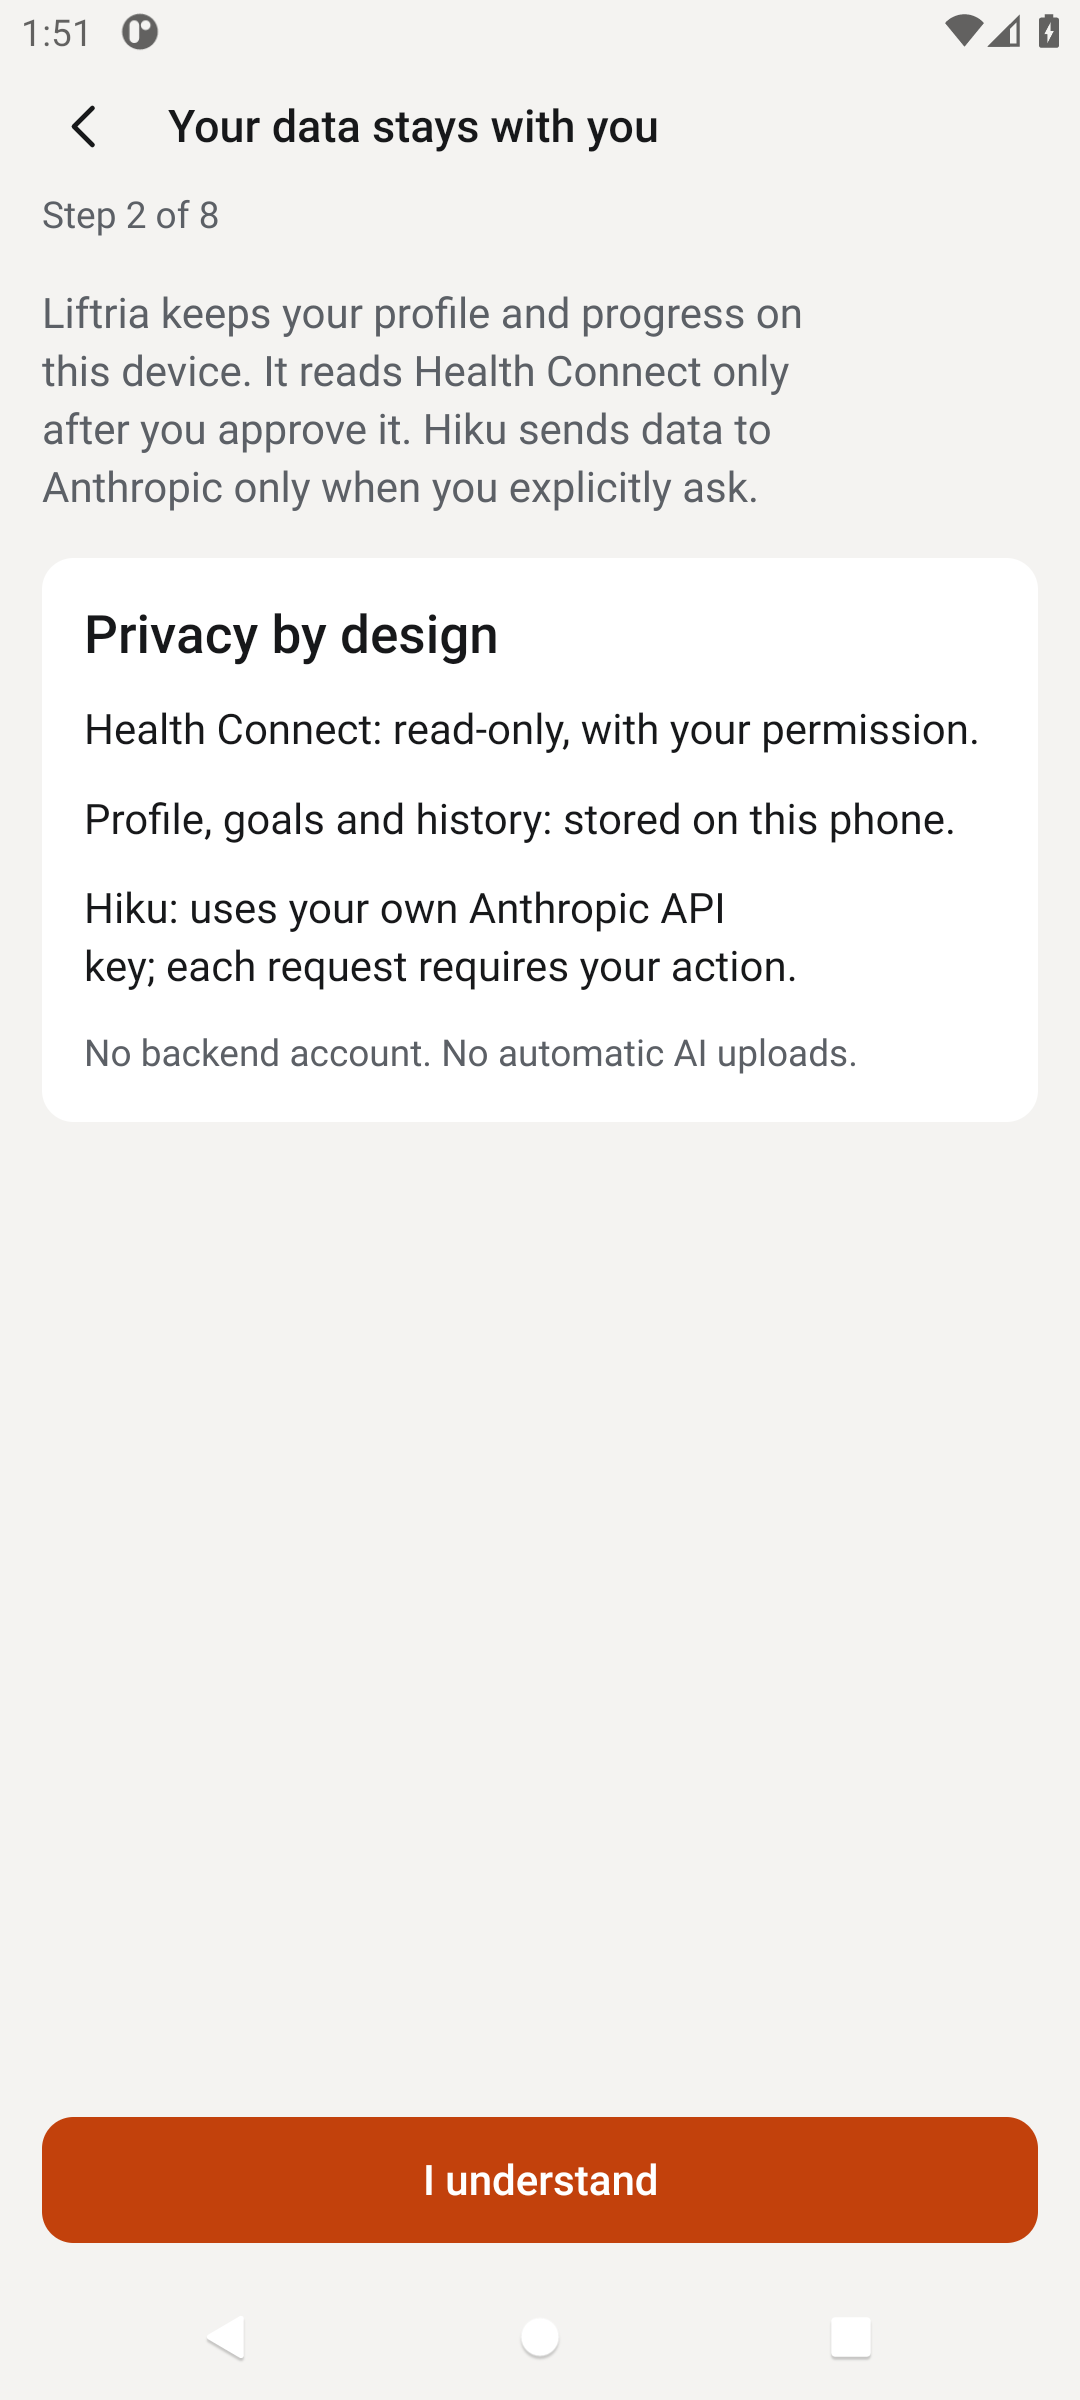 1:51
Your data stays with you
Step 2 of 8
Liftria keeps your profile and progress on
this device. It reads Health Connect only
after you approve it. Hiku sends data to
Anthropic only when you explicitly ask.
Privacy by design
Health Connect: read-only, with your permission.
Profile, goals and history: stored on this phone.
Hiku: uses your own Anthropic API
key; each request requires your action.
No backend account. No automatic AI uploads.
I understand